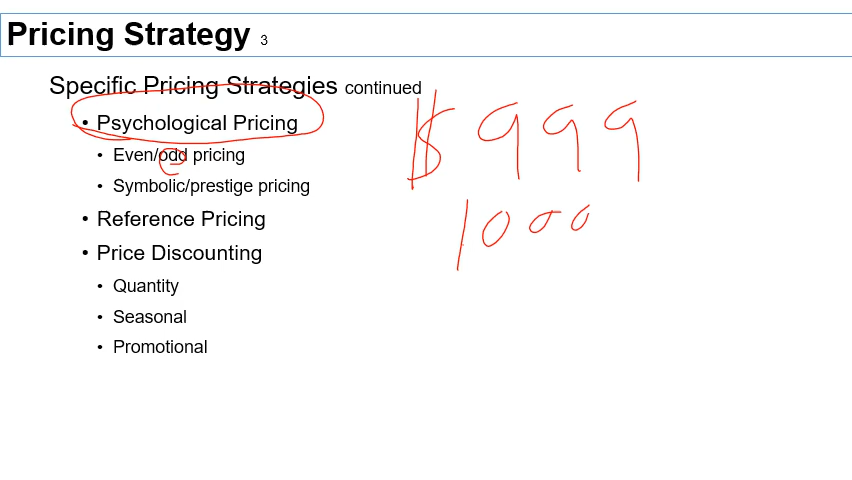 Pricing Strategy 3
Specific Pricing Strategies continued
• Psychological Pricing
• Even/odd pricing
• Symbolic/prestige pricing
• Reference Pricing
• Price Discounting
• Quantity
• Seasonal
• Promotional
$ 999
1000